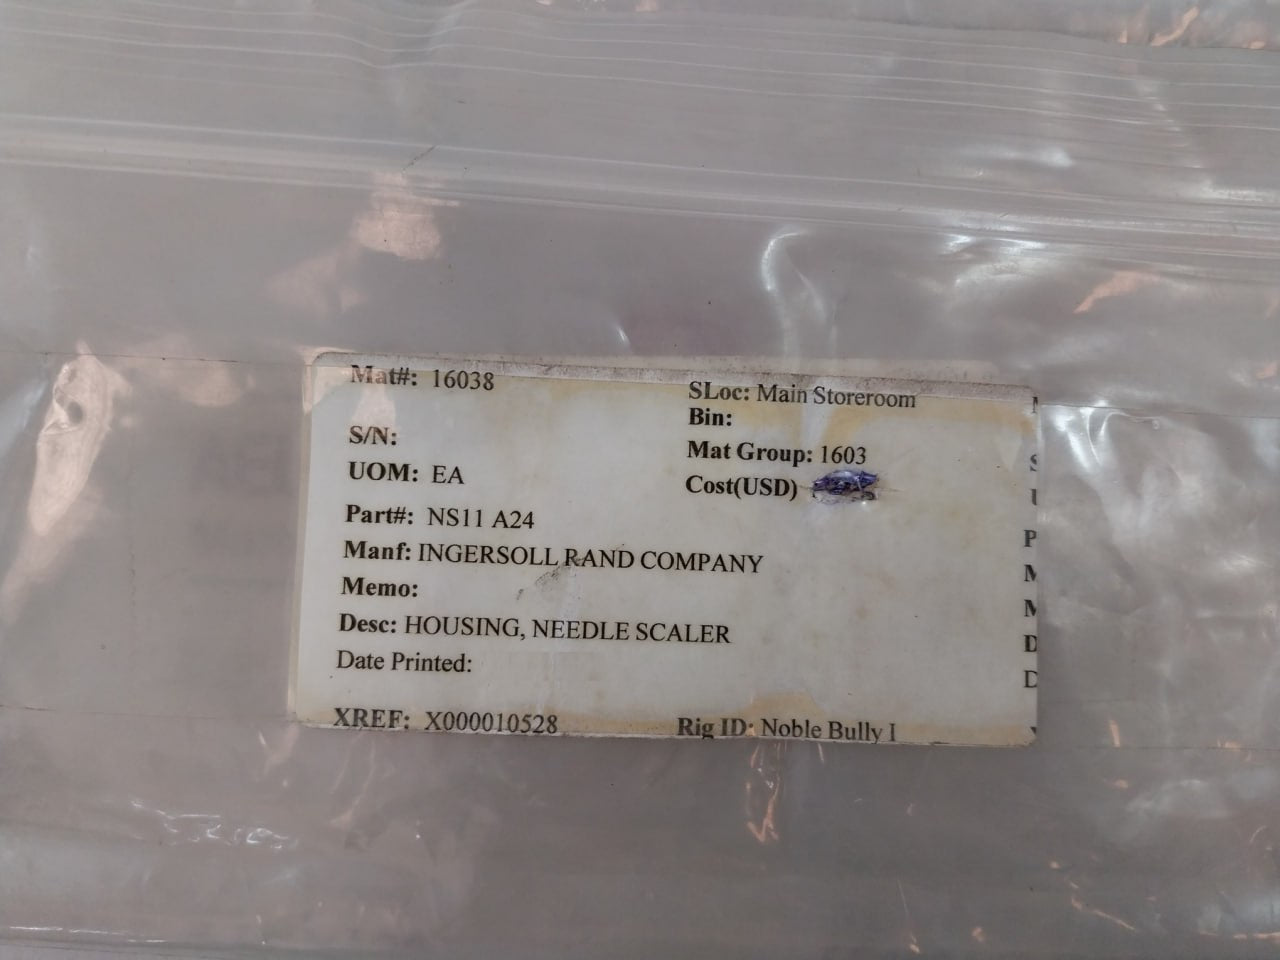 Mat#: 16038
SLoc: Main Storeroom
Bin:
S/N:
Mat Group: 1603
UOM: EA
Cost(USD)
Part#: NS11 A24
Manf: INGERSOLL RAND COMPANY
Memo:
Desc: HOUSING, NEEDLE SCALER
Date Printed:
XREF: X000010528
Rig ID: Noble Bully I